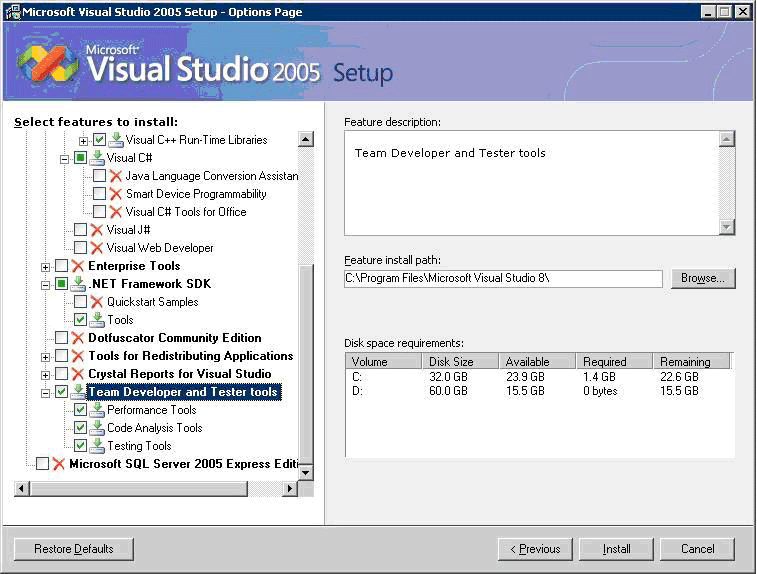 Microsoft Visual Studio 2005 Setup - Options Page
Microsoft®
Visual Studio 2005 Setup
Select features to install:
Visual C++ Run-Time Libraries
Visual C#
Java Language Conversion Assistan
Smart Device Programmability
Visual C# Tools for Office
Visual J#
Visual Web Developer
Enterprise Tools
.NET Framework SDK
Quickstart Samples
Tools
Dotfuscator Community Edition
Tools for Redistributing Applications
Crystal Reports for Visual Studio
Team Developer and Tester tools
Performance Tools
Code Analysis Tools
Testing Tools
Microsoft SQL Server 2005 Express Editi
Feature description:
Team Developer and Tester tools
Feature install path:
C:\Program Files\Microsoft Visual Studio 8\
Browse...
Disk space requirements:
Volume Disk Size Available Required Remaining
C: 32.0 GB 23.9 GB 1.4 GB 22.6 GB
D: 60.0 GB 15.5 GB 0 bytes 15.5 GB
Restore Defaults
< Previous
Install
Cancel